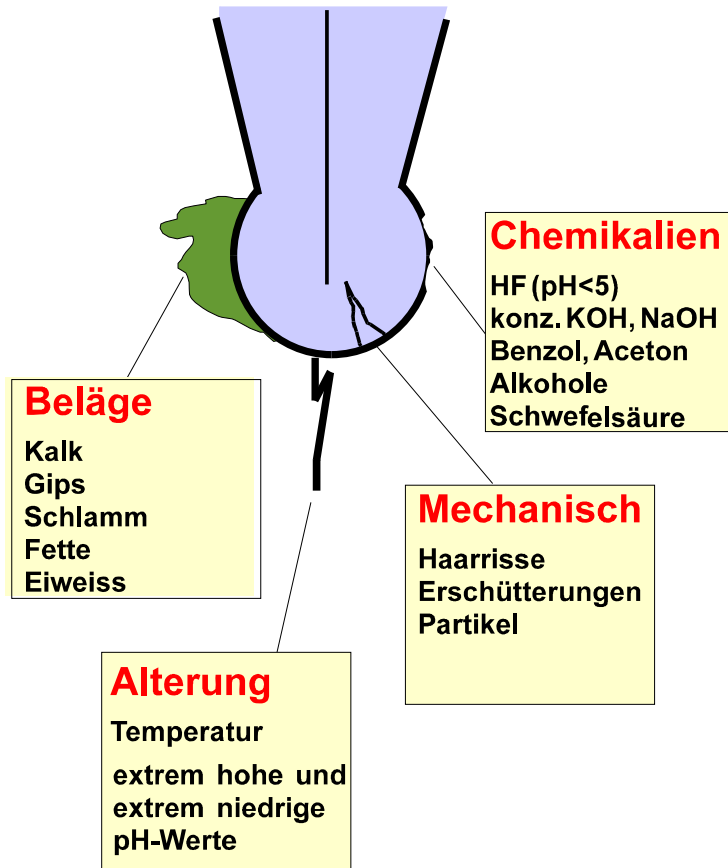 Chemikalien
HF (pH<5)
konz. KOH, NaOH
Benzol, Aceton
Alkohole
Schwefelsäure
Beläge
Kalk
Gips
Schlamm
Fette
Eiweiss
Mechanisch
Haarrisse
Erschütterungen
Partikel
Alterung
Temperatur
extrem hohe und
extrem niedrige
pH-Werte